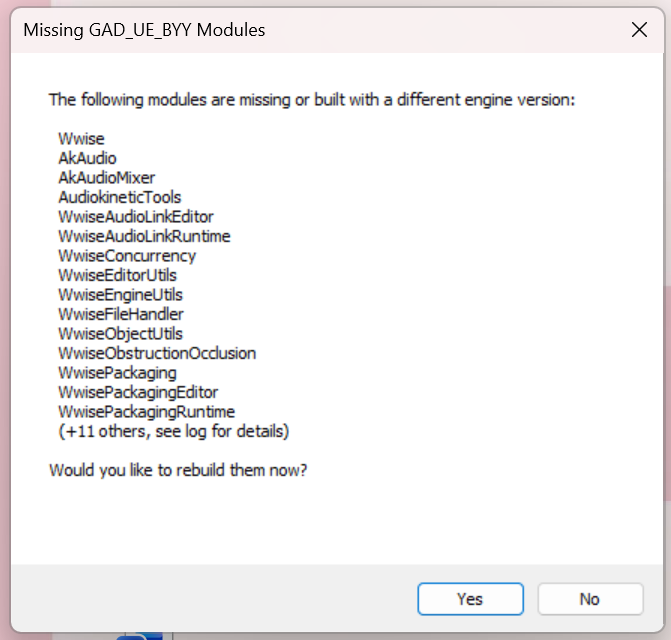 Missing GAD_UE_BYY Modules
The following modules are missing or built with a different engine version:
Wwise
AkAudio
AkAudioMixer
AudiokineticTools
WwiseAudioLinkEditor
WwiseAudioLinkRuntime
WwiseConcurrency
WwiseEditorUtils
WwiseEngineUtils
WwiseFileHandler
WwiseObjectUtils
WwiseObstructionOcclusion
WwisePackaging
WwisePackagingEditor
WwisePackagingRuntime
(+11 others, see log for details)
Would you like to rebuild them now?
Yes
No